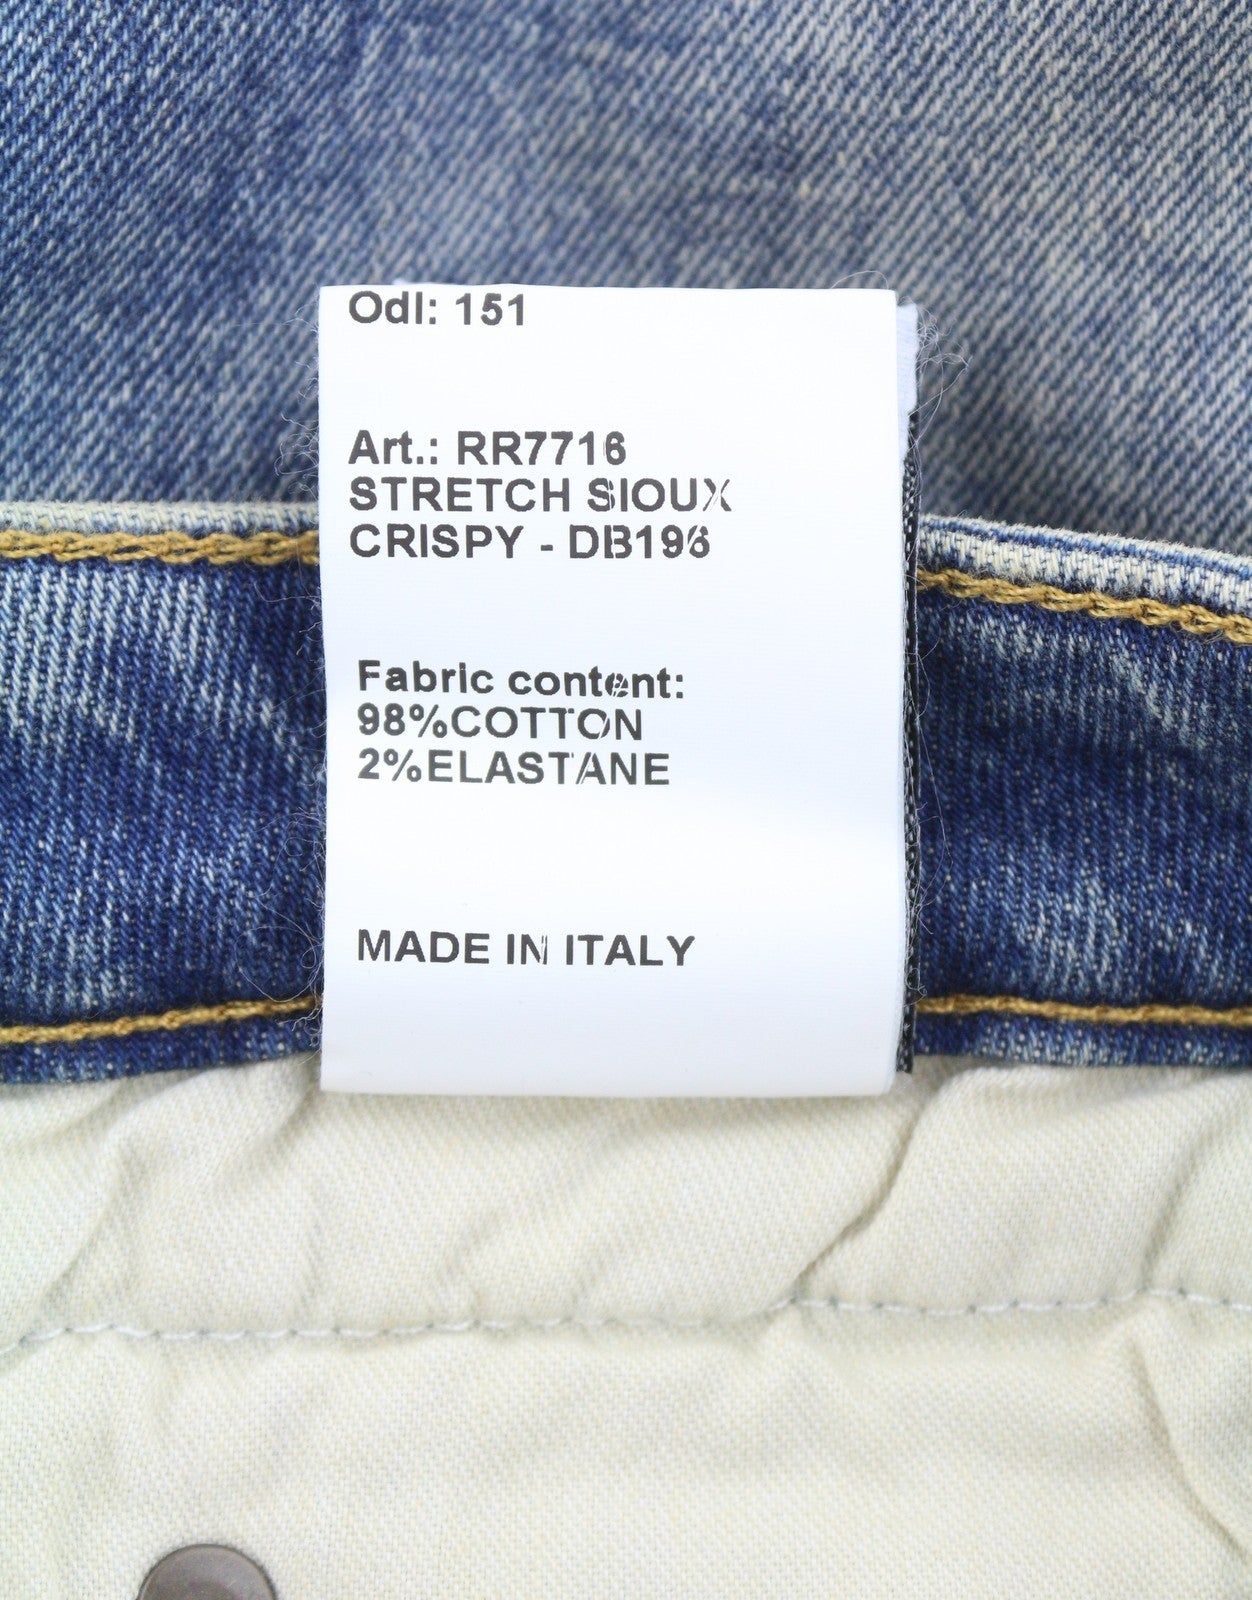 Odl: 151
Art.: RR7716
STRETCH SIOUX
CRISPY - DB196
Fabric content:
98%COTTON
2%ELASTANE
MADE IN ITALY